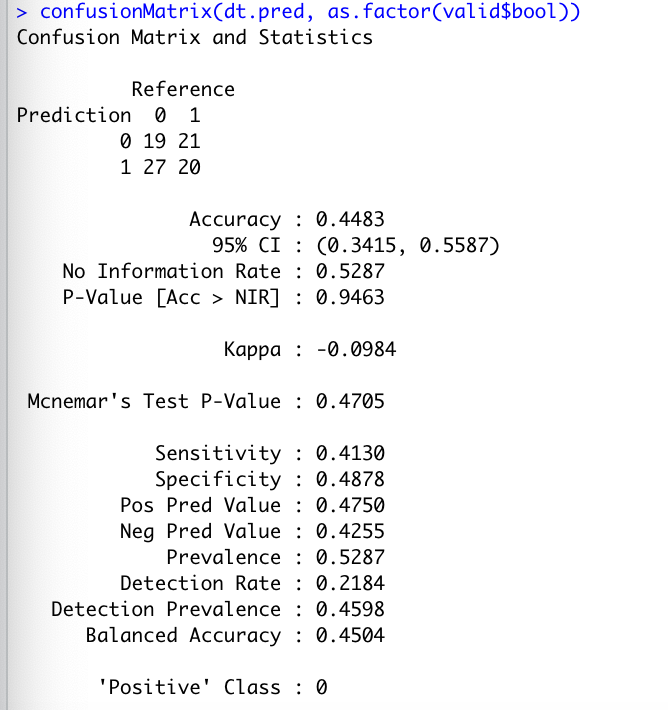 > confusionMatrix(dt.pred, as.factor(valid$bool))
Confusion Matrix and Statistics

          Reference
Prediction  0  1
         0 19 21
         1 27 20

               Accuracy : 0.4483
                 95% CI : (0.3415, 0.5587)
    No Information Rate : 0.5287
    P-Value [Acc > NIR] : 0.9463

                  Kappa : -0.0984

 Mcnemar's Test P-Value : 0.4705

            Sensitivity : 0.4130
            Specificity : 0.4878
         Pos Pred Value : 0.4750
         Neg Pred Value : 0.4255
             Prevalence : 0.5287
         Detection Rate : 0.2184
   Detection Prevalence : 0.4598
      Balanced Accuracy : 0.4504

       'Positive' Class : 0